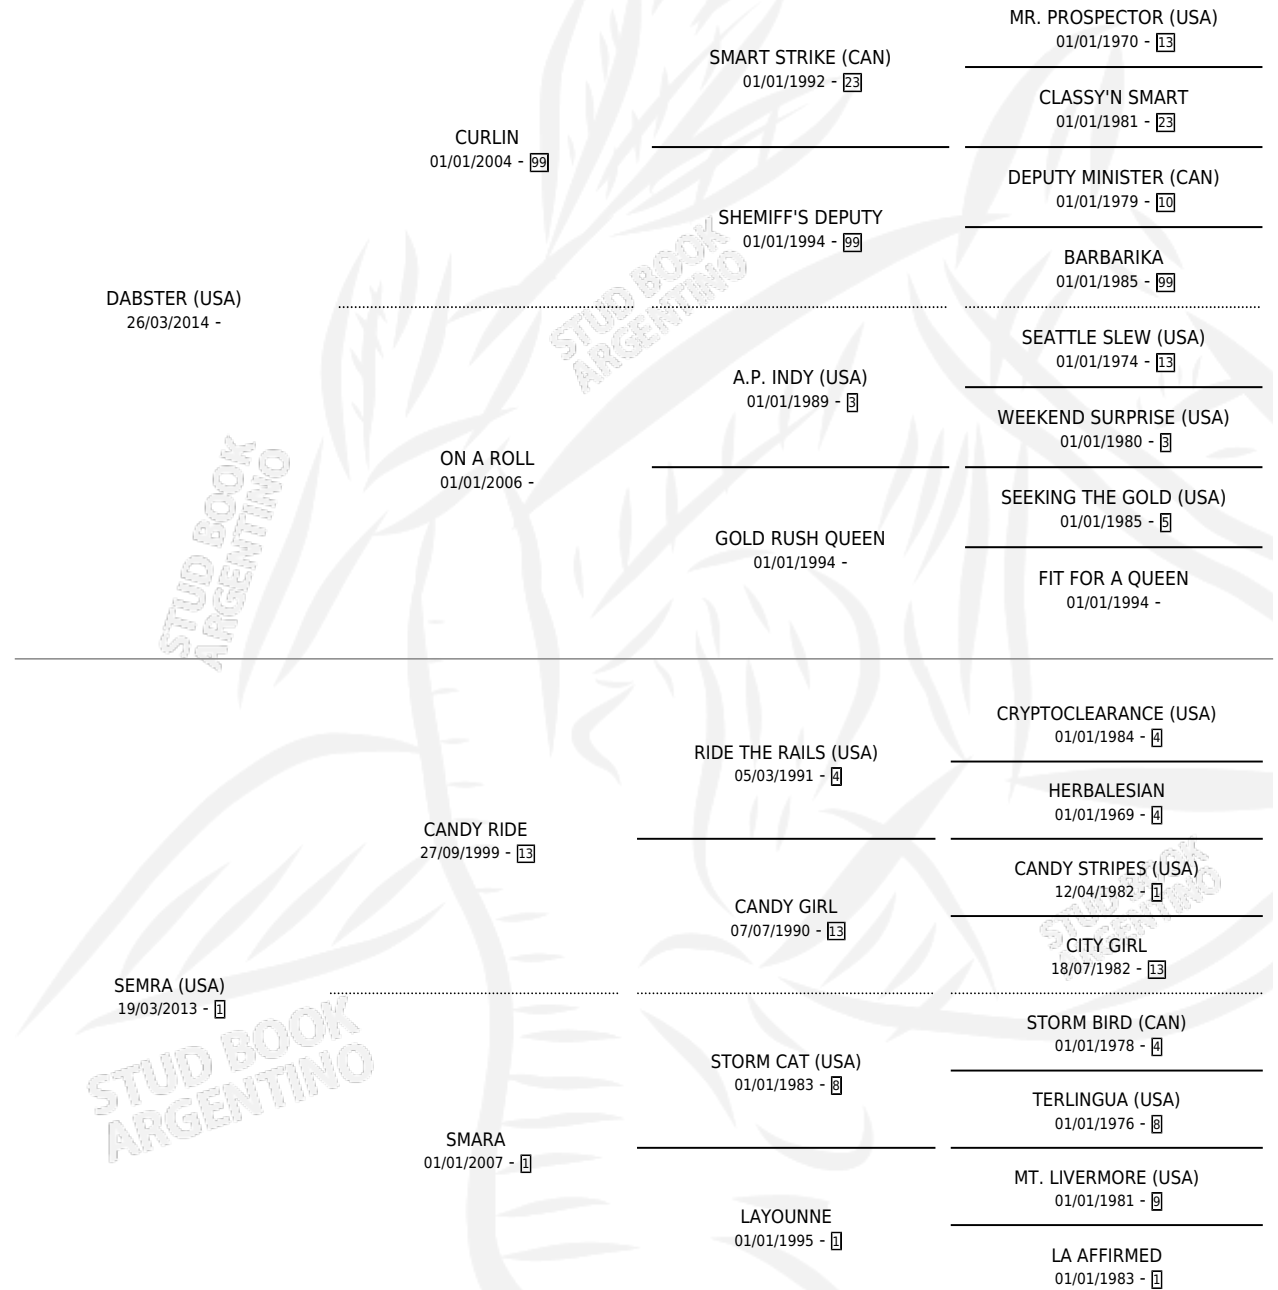 MR. PROSPECTOR (USA)
01/01/1970 - 13
SMART STRIKE (CAN)
01/01/1992 - 23
CLASSY'N SMART
01/01/1981 - 23
CURLIN
01/01/2004 - 99
DEPUTY MINISTER (CAN)
01/01/1979 - 10
SHEMIFF'S DEPUTY
01/01/1994 - 99
BARBARIKA
01/01/1985 - 99
DABSTER (USA)
26/03/2014 -
SEATTLE SLEW (USA)
01/01/1974 - 13
A.P. INDY (USA)
01/01/1989 - 3
WEEKEND SURPRISE (USA)
01/01/1980 - 3
ON A ROLL
01/01/2006 -
SEEKING THE GOLD (USA)
01/01/1985 - 5
GOLD RUSH QUEEN
01/01/1994 -
FIT FOR A QUEEN
01/01/1994 -
CRYPTOCLEARANCE (USA)
01/01/1984 - 4
RIDE THE RAILS (USA)
05/03/1991 - 4
HERBALESIAN
01/01/1969 - 4
CANDY RIDE
27/09/1999 - 13
CANDY STRIPES (USA)
12/04/1982 - 1
CANDY GIRL
07/07/1990 - 13
CITY GIRL
18/07/1982 - 13
SEMRA (USA)
19/03/2013 - 1
STORM BIRD (CAN)
01/01/1978 - 4
STORM CAT (USA)
01/01/1983 - 8
TERLINGUA (USA)
01/01/1976 - 8
SMARA
01/01/2007 - 1
MT. LIVERMORE (USA)
01/01/1981 - 9
LAYOUNNE
01/01/1995 - 1
LA AFFIRMED
01/01/1983 - 1
STUD BOOK
ARGENTINO
STUD BOOK
ARGENTINO
STUD BOOK
ARGENTINO
STUD BOOK
ARGENTINO